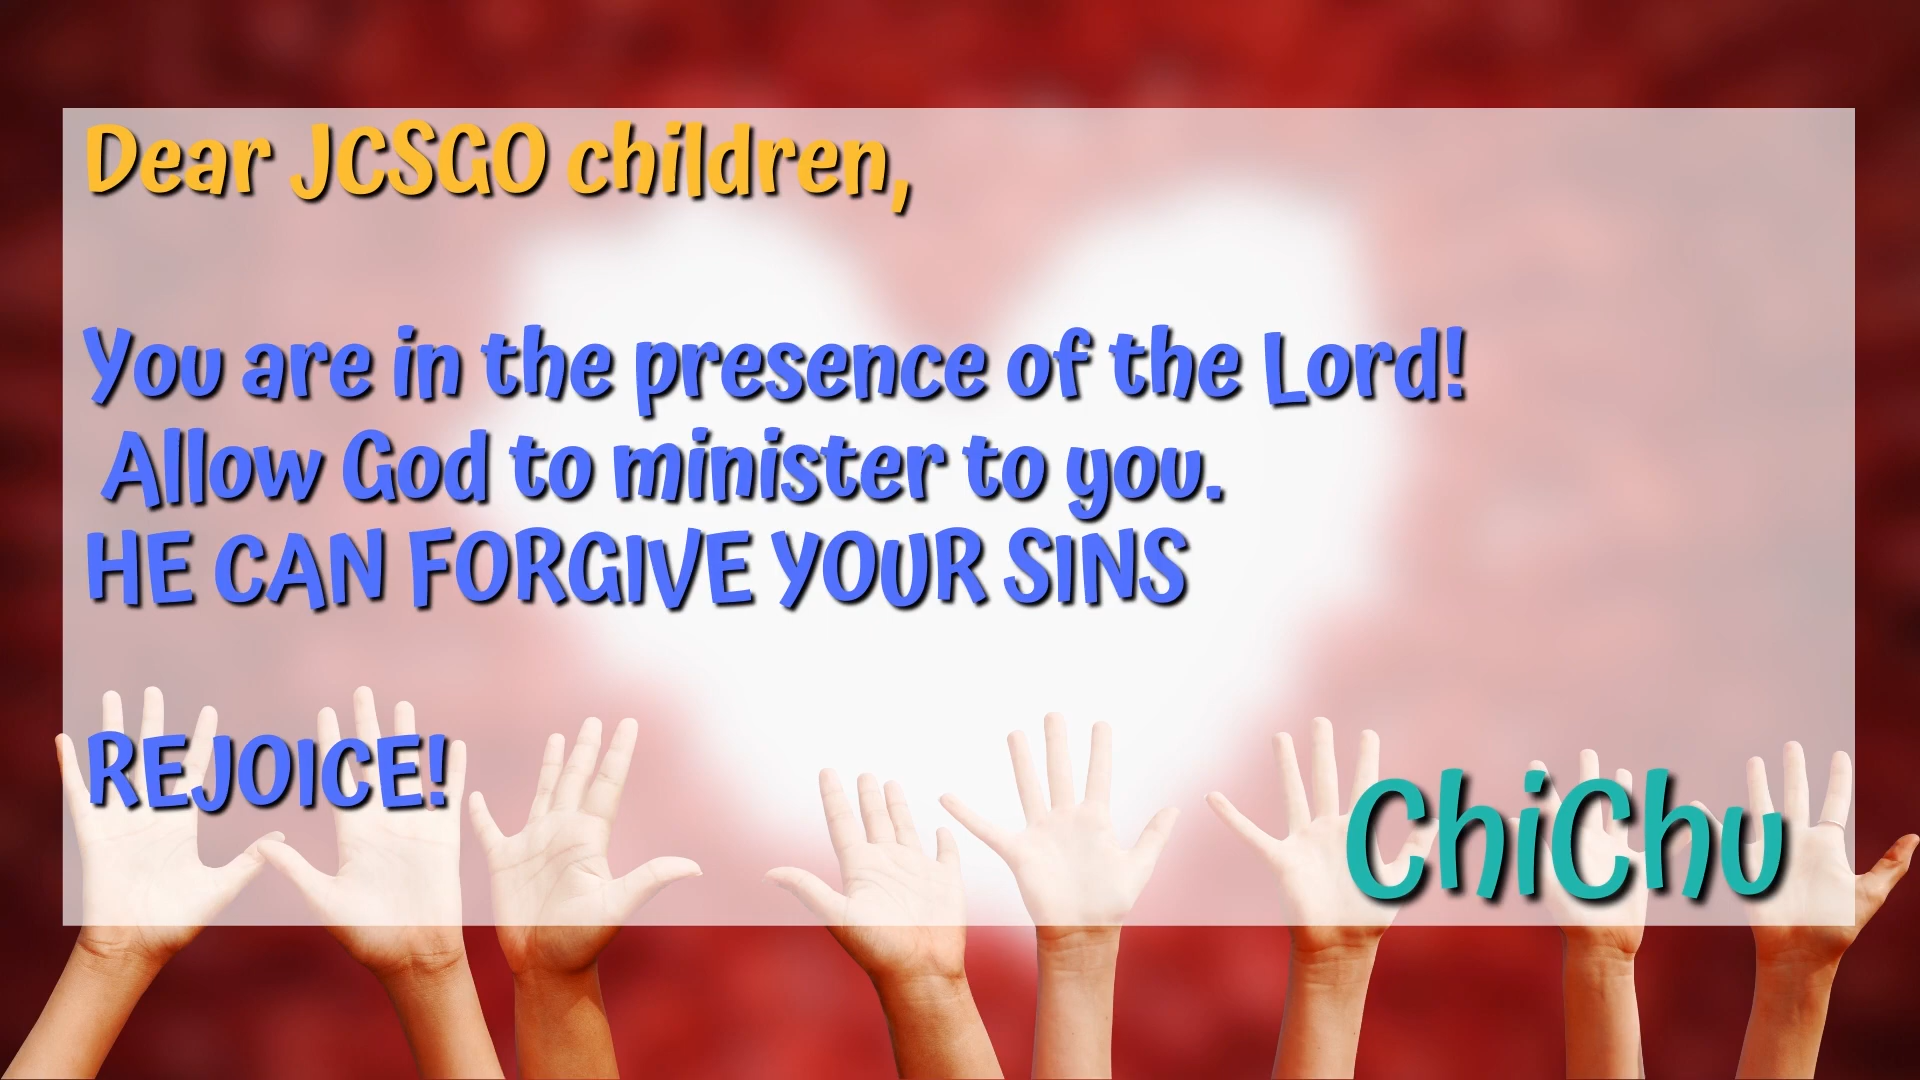 Dear JCSGO children,
You are in the presence of the Lord!
Allow God to minister to you.
HE CAN FORGIVE YOUR SINS
REJOICE!
ChiChu